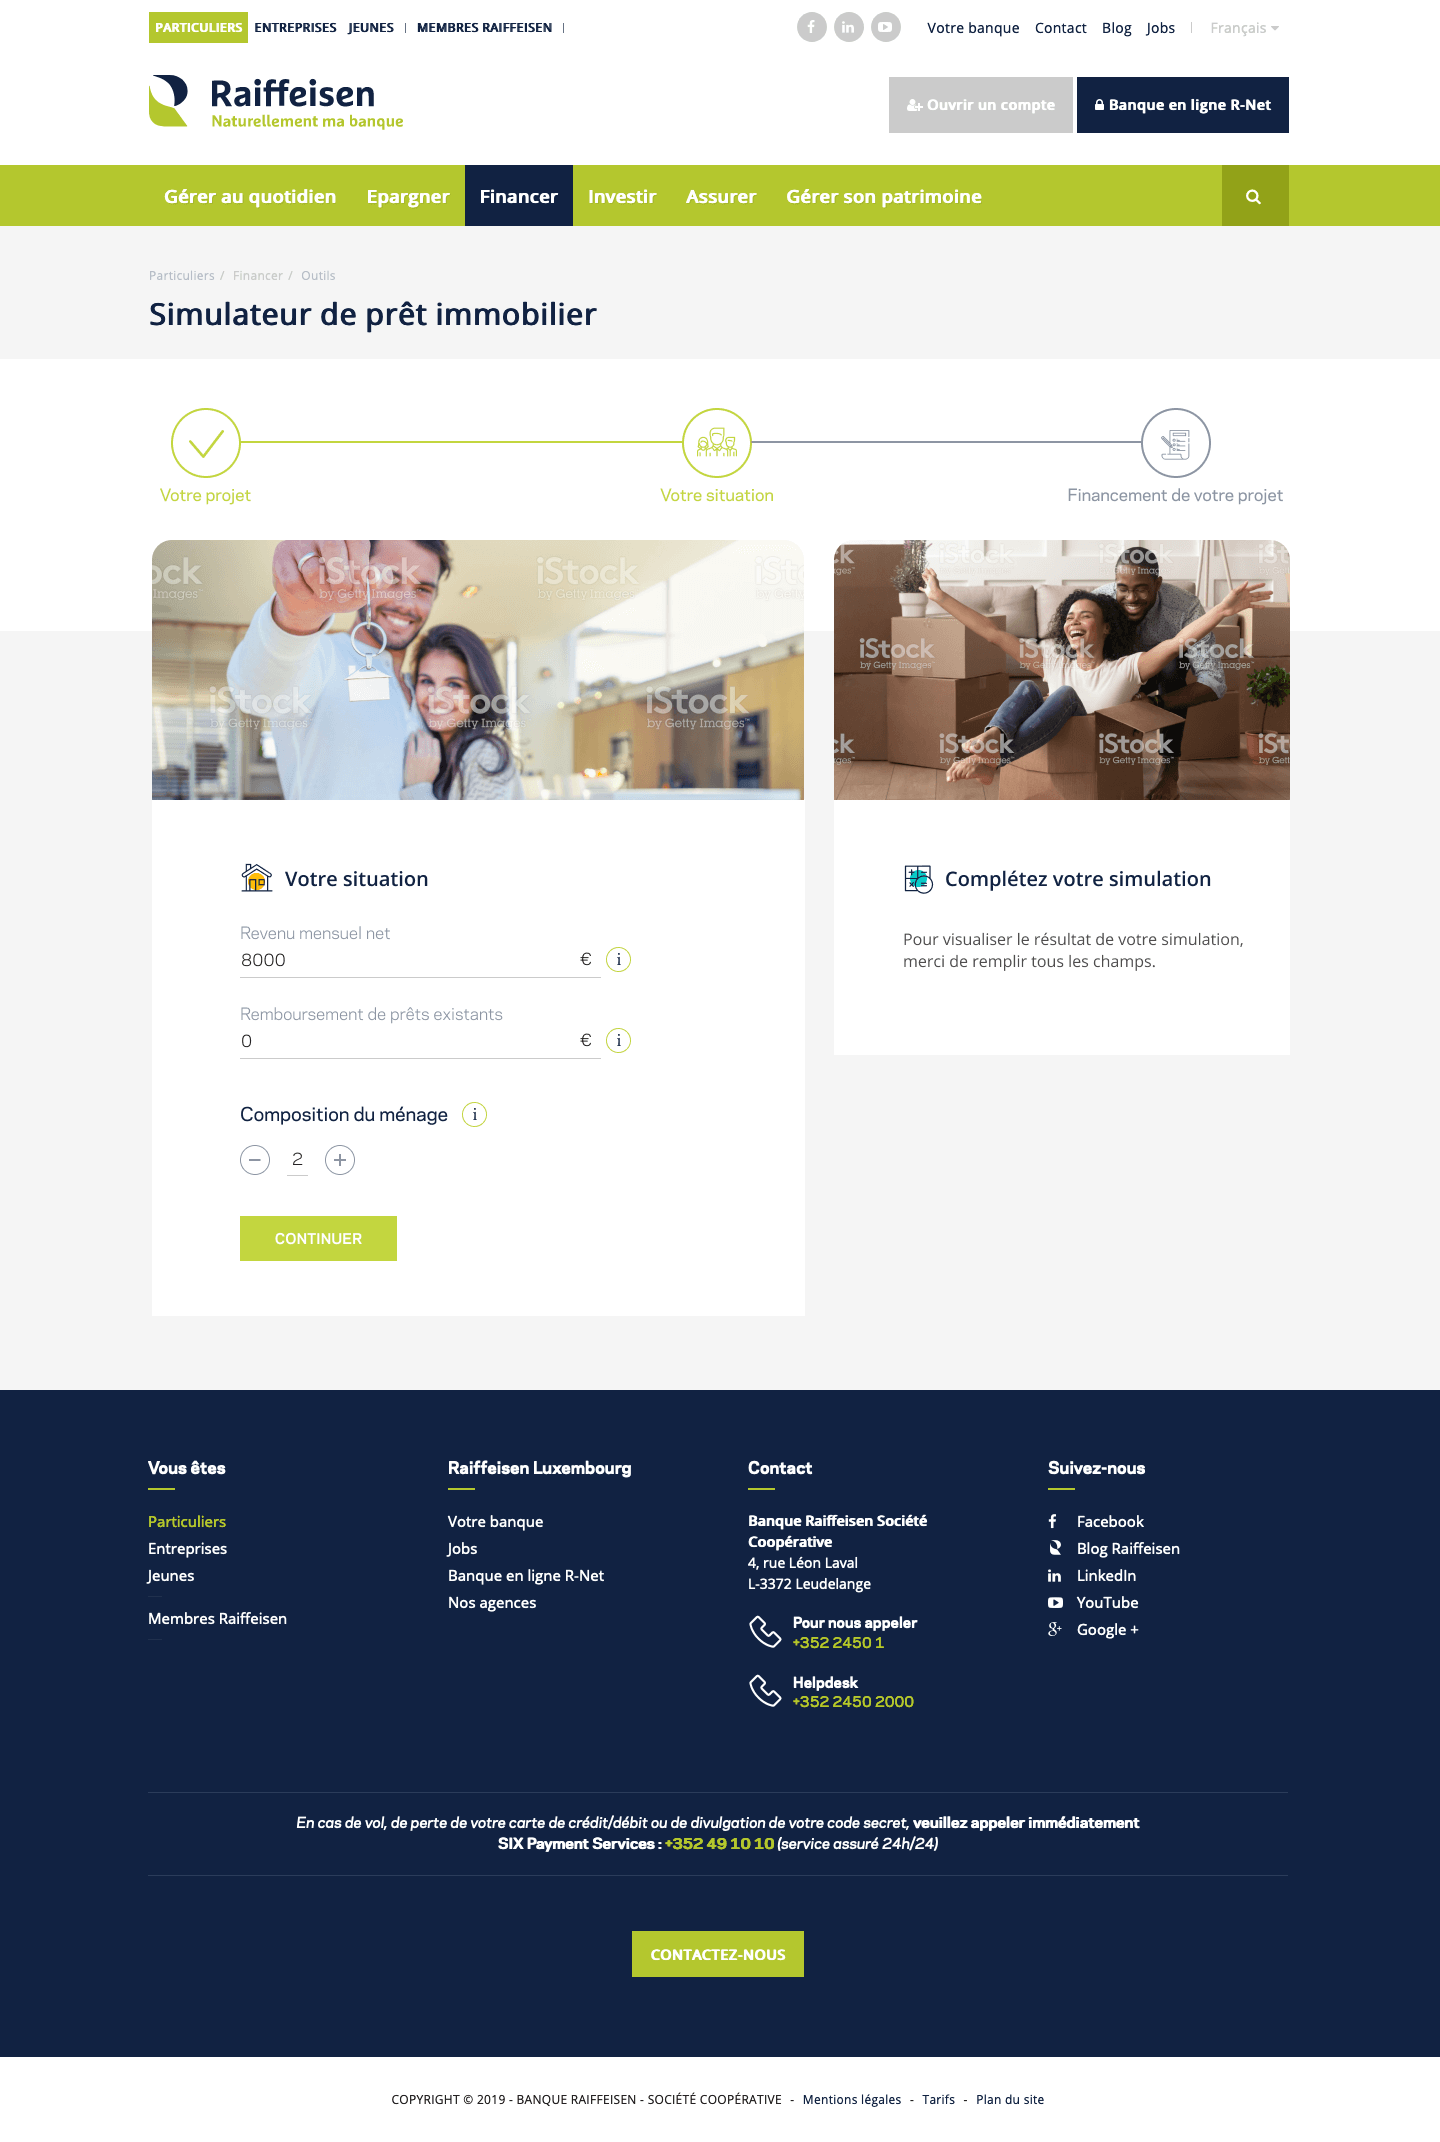 PARTICULIERS ENTREPRISES JEUNES | MEMBRES RAIFFEISEN |
Votre banque Contact Blog Jobs | Français
Raiffeisen
Naturellement ma banque
Ouvrir un compte
Banque en ligne R-Net
Gérer au quotidien Epargner Financer Investir Assurer Gérer son patrimoine
Particuliers / Financer / Outils
Simulateur de prêt immobilier
Votre projet
Votre situation
Financement de votre projet
iStock
by Getty Images™
Votre situation
Revenu mensuel net
8000 € i
Remboursement de prêts existants
0 € i
Composition du ménage i
− 2 +
CONTINUER
Complétez votre simulation
Pour visualiser le résultat de votre simulation,
merci de remplir tous les champs.
Vous êtes
Particuliers
Entreprises
Jeunes
Membres Raiffeisen
Raiffeisen Luxembourg
Votre banque
Jobs
Banque en ligne R-Net
Nos agences
Contact
Banque Raiffeisen Société
Coopérative
4, rue Léon Laval
L-3372 Leudelange
Pour nous appeler
+352 2450 1
Helpdesk
+352 2450 2000
Suivez-nous
Facebook
Blog Raiffeisen
LinkedIn
YouTube
Google +
En cas de vol, de perte de votre carte de crédit/débit ou de divulgation de votre code secret, veuillez appeler immédiatement
SIX Payment Services : +352 49 10 10 (service assuré 24h/24)
CONTACTEZ-NOUS
COPYRIGHT © 2019 - BANQUE RAIFFEISEN - SOCIÉTÉ COOPÉRATIVE - Mentions légales - Tarifs - Plan du site